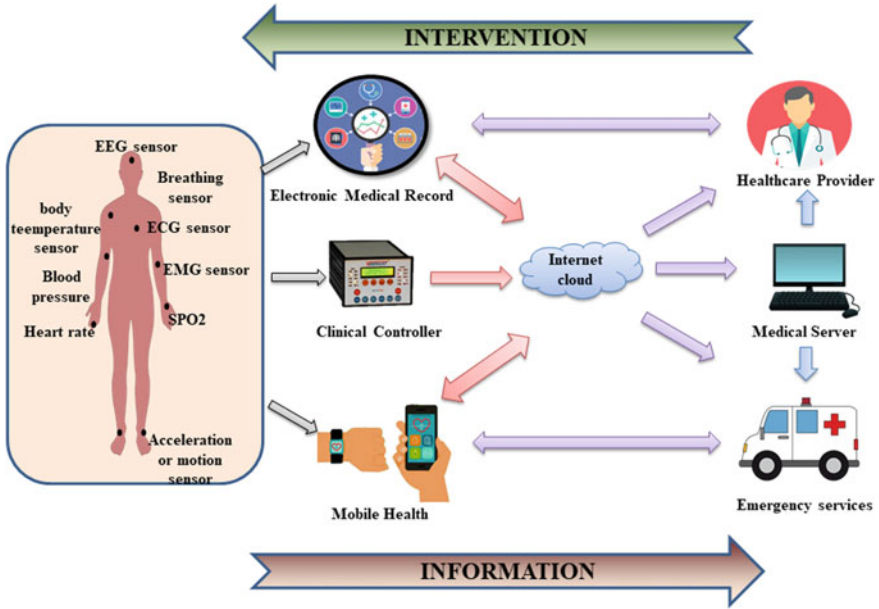 INTERVENTION
EEG sensor
Breathing
sensor
body
teemperature
sensor
ECG sensor
EMG sensor
Blood
pressure
SPO2
Heart rate
Acceleration
or motion
sensor
Electronic Medical Record
Clinical Controller
Mobile Health
Internet
cloud
Healthcare Provider
Medical Server
Emergency services
INFORMATION